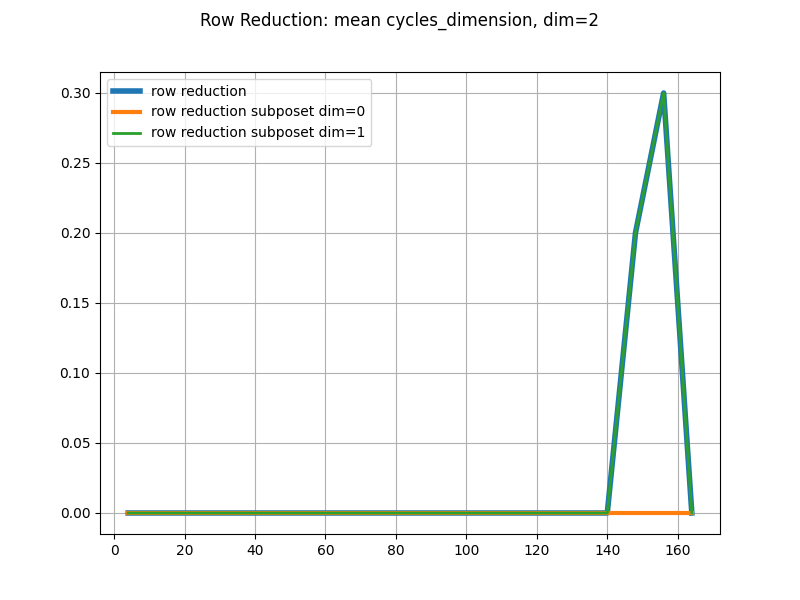 Row Reduction: mean cycles_dimension, dim=2
row reduction
row reduction subposet dim=0
row reduction subposet dim=1
0.30
0.25
0.20
0.15
0.10
0.05
0.00
0 20 40 60 80 100 120 140 160